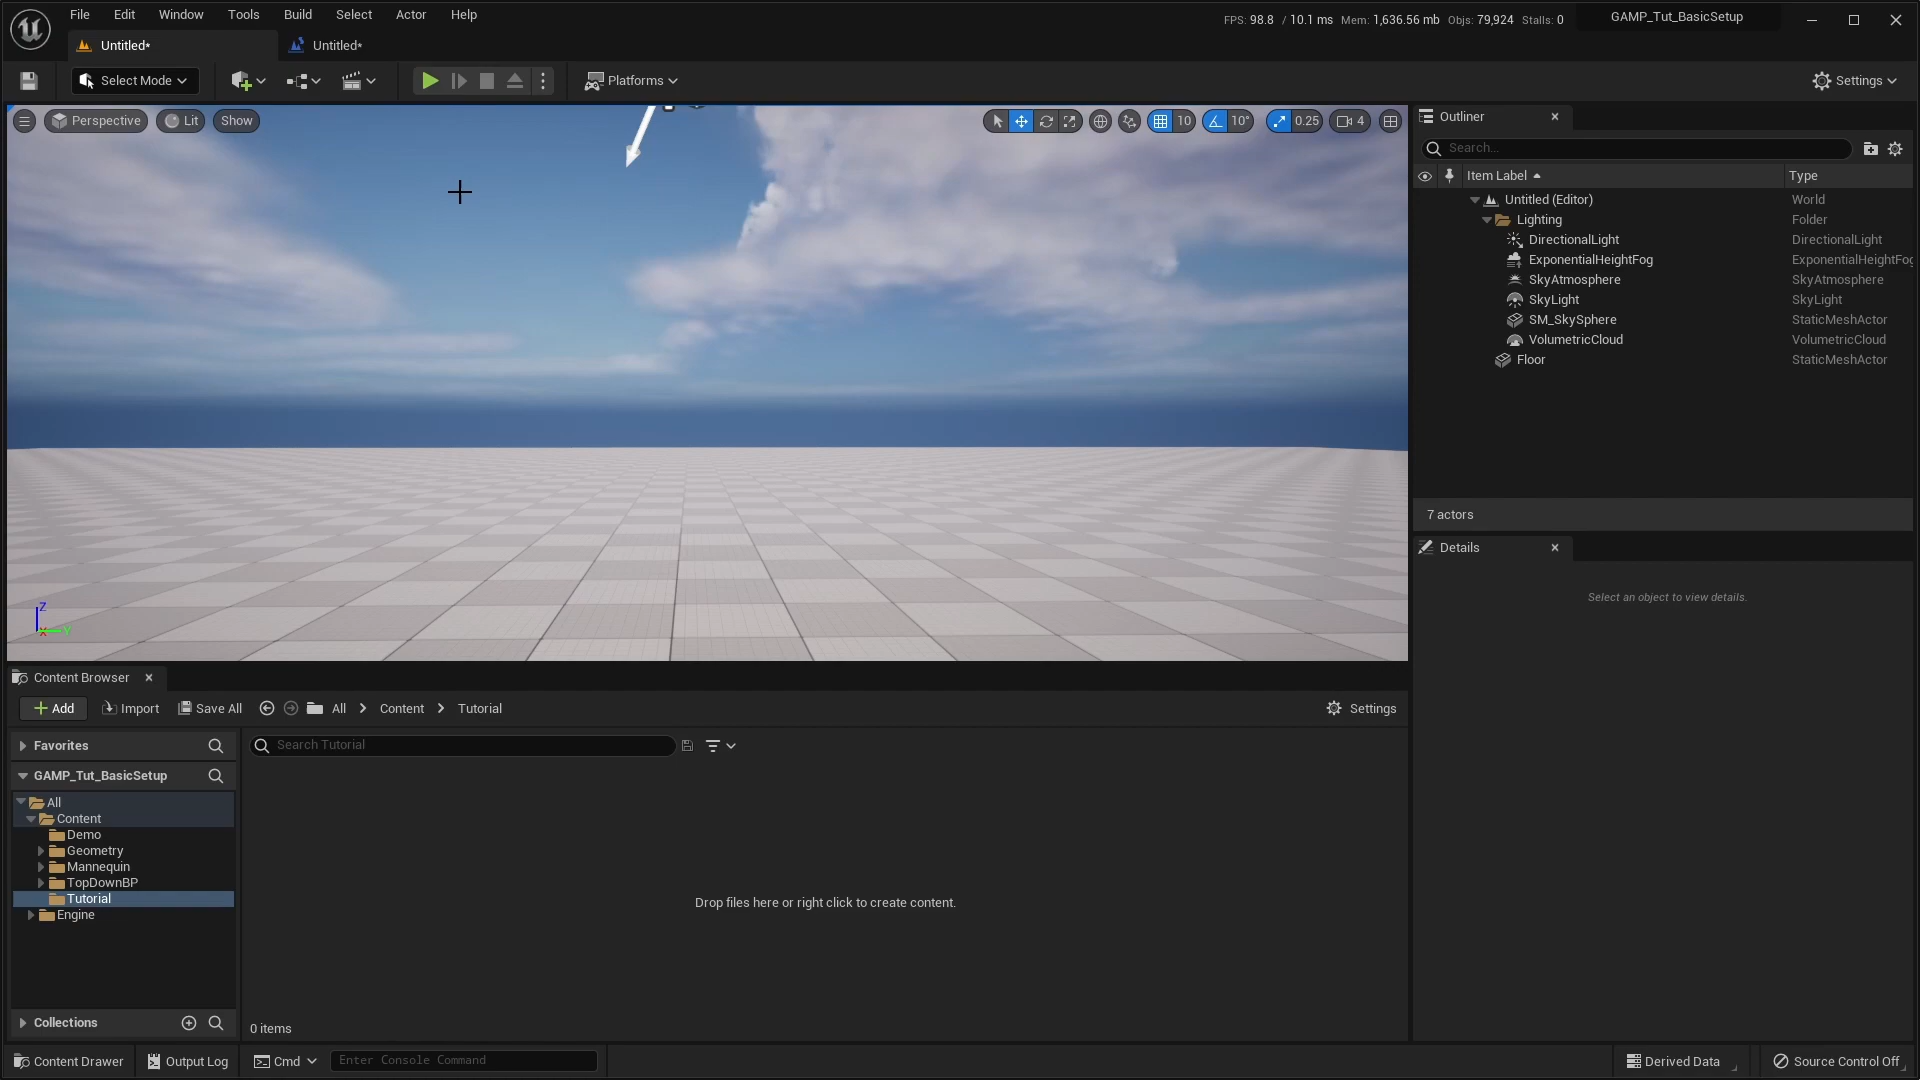 File Edit Window Tools Build Select Actor Help
FPS: 98.8 / 10.1 ms Mem: 1,636.56 mb Objs: 79,924 Stalls: 0
GAMP_Tut_BasicSetup
Untitled*
Untitled*
Select Mode
Platforms
Settings
Perspective
Lit
Show
10
10°
0.25
4
Outliner
Search...
Item Label
Type
Untitled (Editor) World
Lighting Folder
DirectionalLight DirectionalLight
ExponentialHeightFog ExponentialHeightFog
SkyAtmosphere SkyAtmosphere
SkyLight SkyLight
SM_SkySphere StaticMeshActor
VolumetricCloud VolumetricCloud
Floor StaticMeshActor
7 actors
Details
Select an object to view details.
Z
X
Y
Content Browser
Add
Import
Save All
All
Content
Tutorial
Settings
Favorites
Search Tutorial
GAMP_Tut_BasicSetup
All
Content
Demo
Geometry
Mannequin
TopDownBP
Tutorial
Engine
Drop files here or right click to create content.
Collections
0 items
Content Drawer
Output Log
Cmd
Enter Console Command
Derived Data
Source Control Off